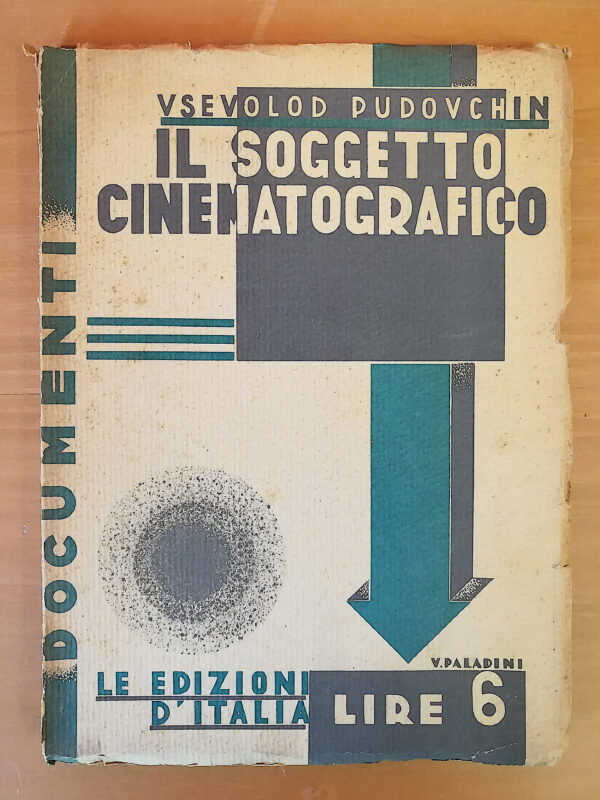 VSEVOLOD PUDOVCHIN
IL SOGGETTO
CINEMATOGRAFICO
DOCUMENTI
V. PALADINI
LE EDIZIONI
D'ITALIA
LIRE 6